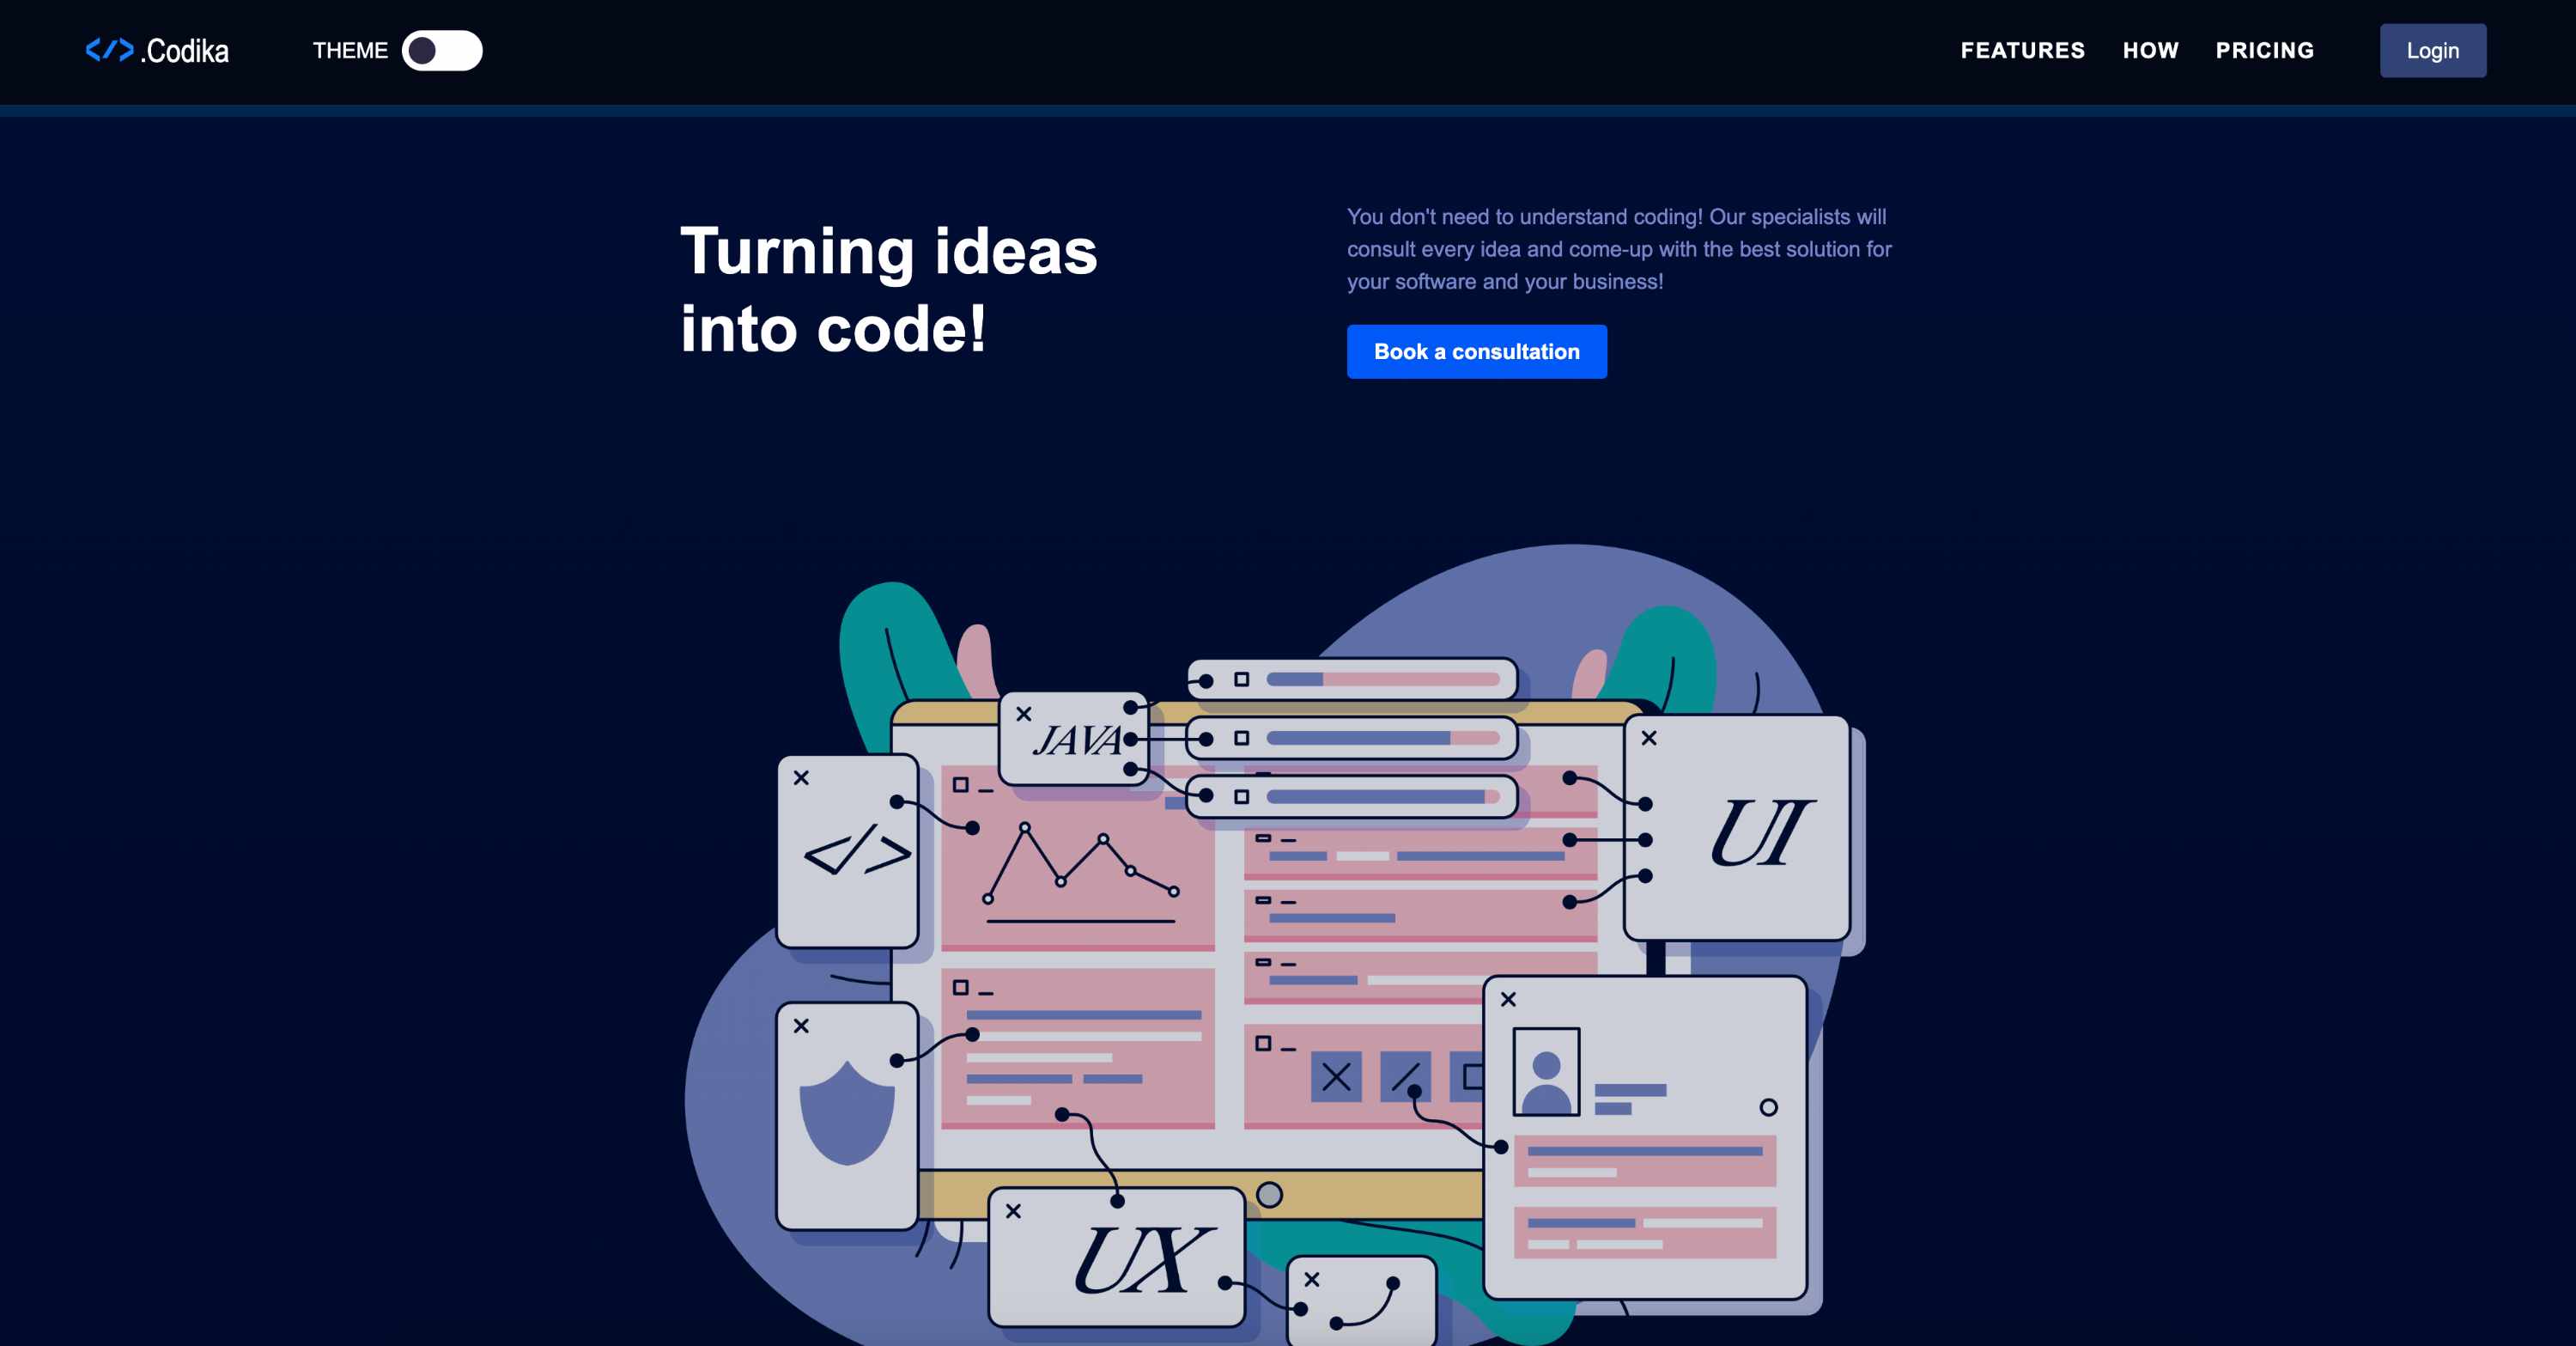 </> .Codika
THEME
FEATURES HOW PRICING Login
Turning ideas
into code!
You don't need to understand coding! Our specialists will
consult every idea and come-up with the best solution for
your software and your business!
Book a consultation
JAVA
</>
UI
UX